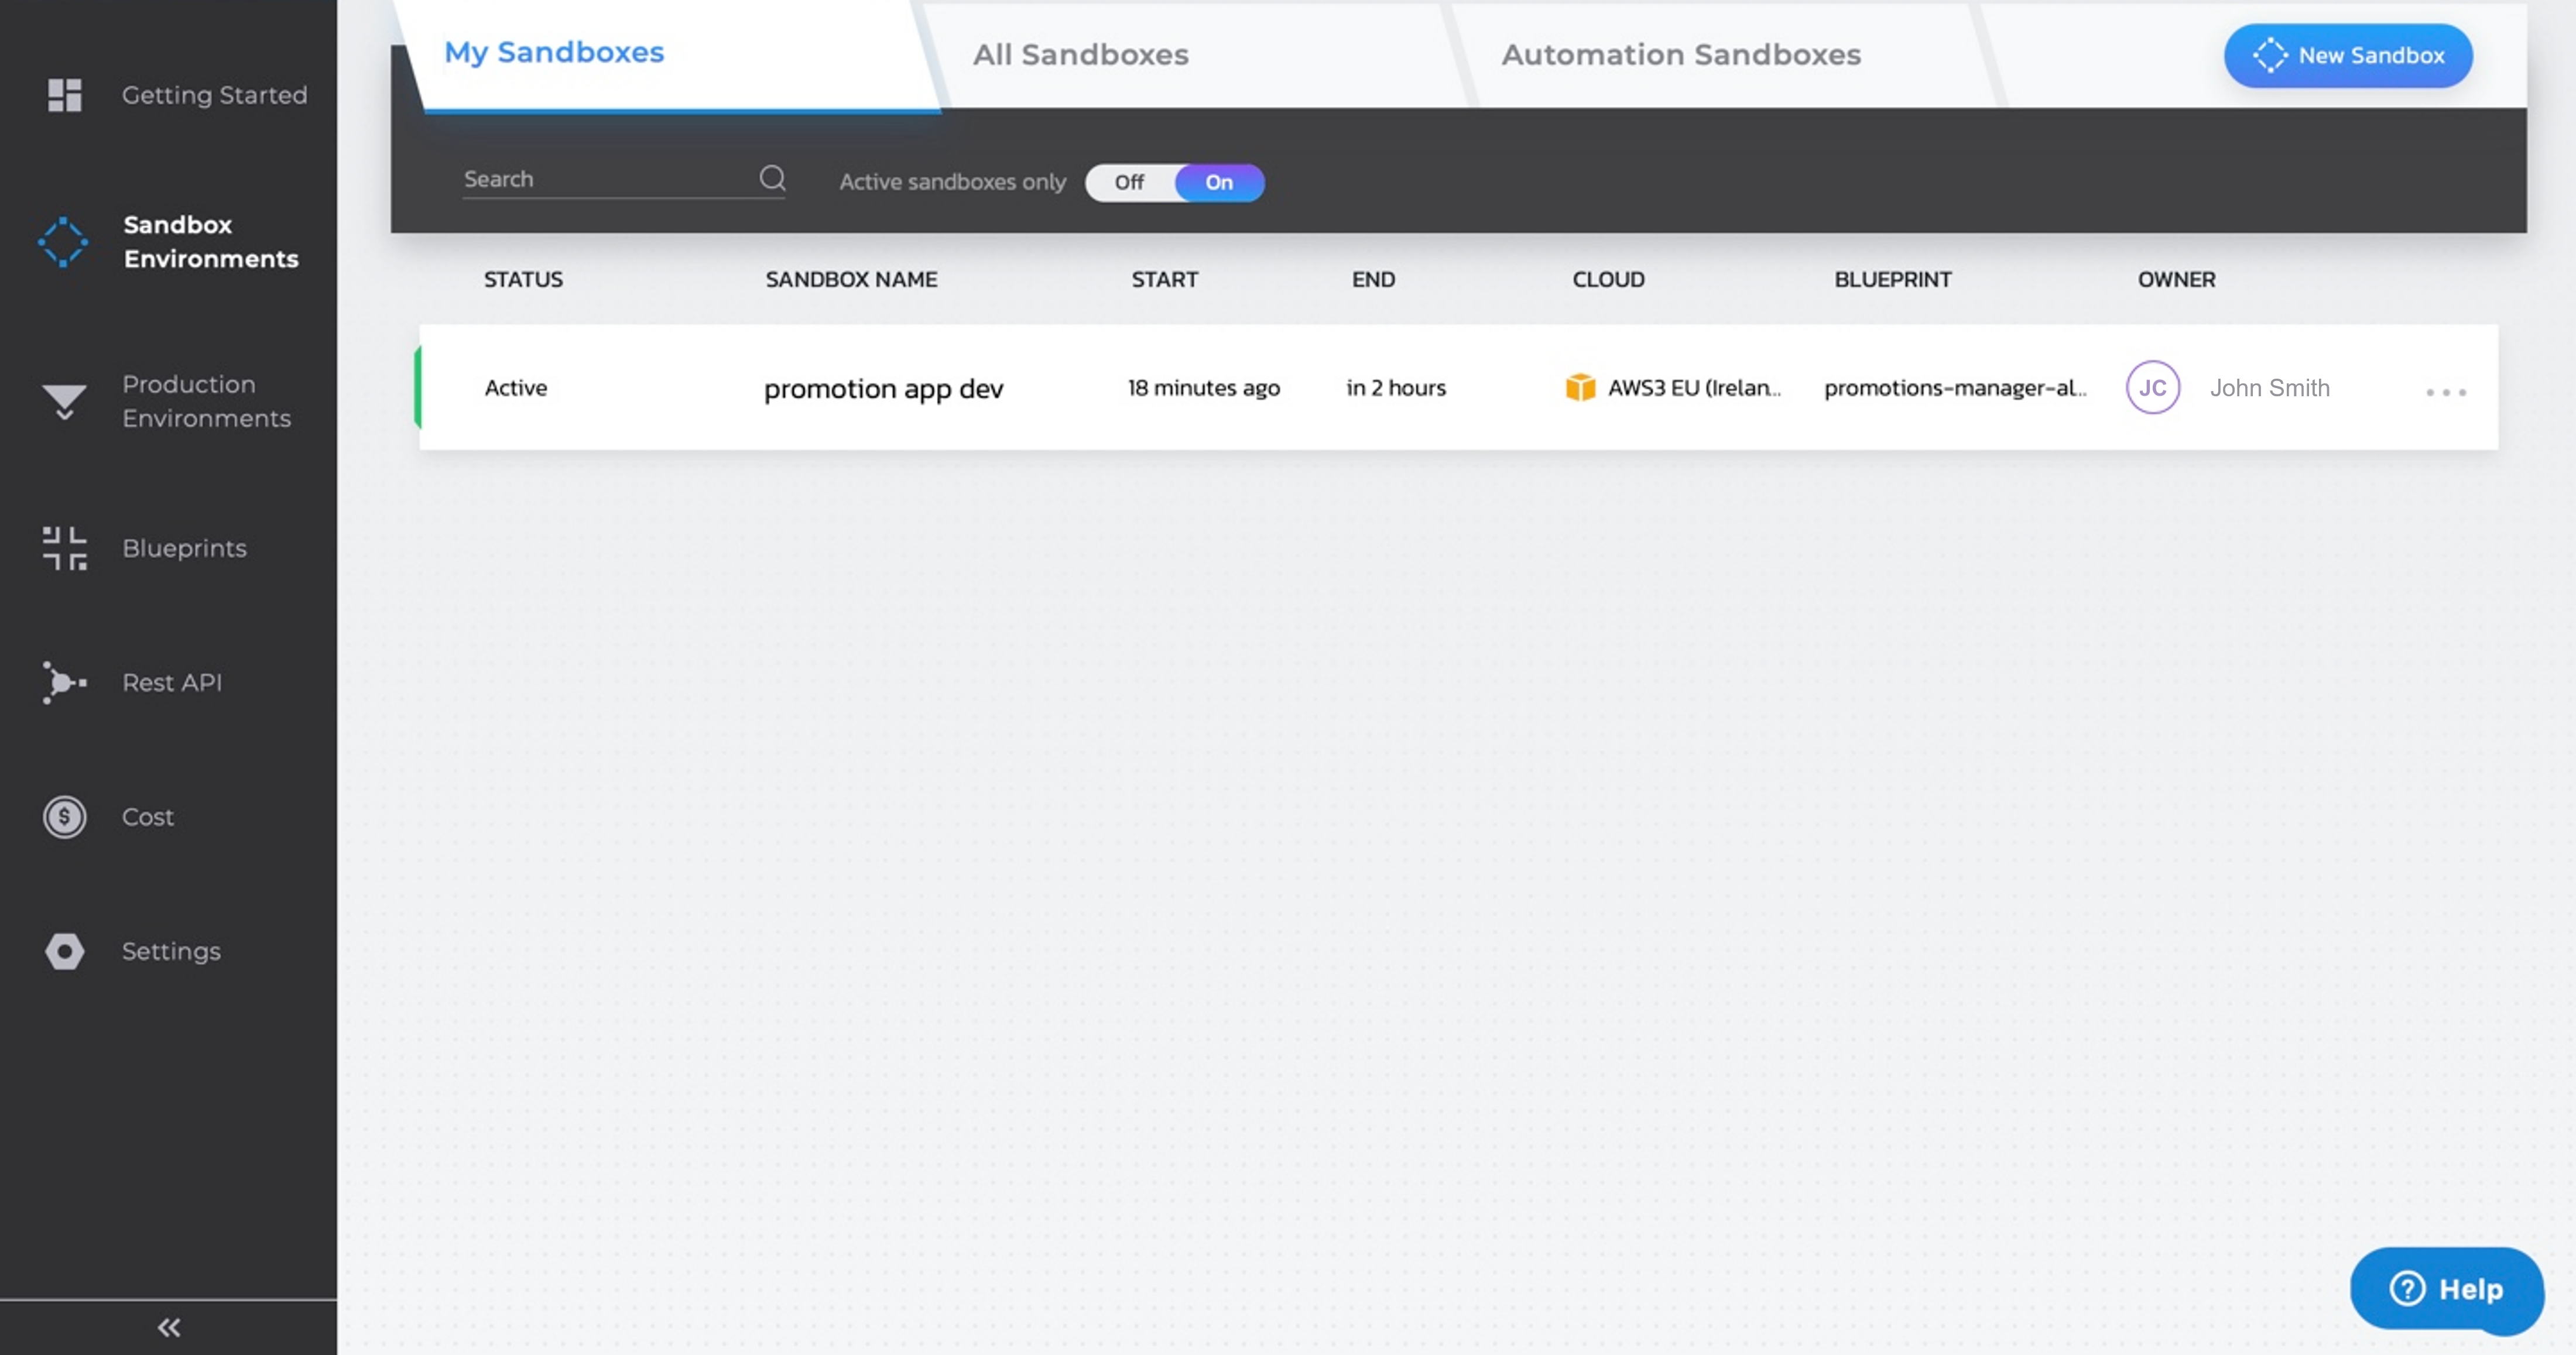 Getting Started
Sandbox
Environments
Production
Environments
Blueprints
Rest API
Cost
$
Settings
My Sandboxes
All Sandboxes
Automation Sandboxes
New Sandbox
Search
Active sandboxes only
Off
On
STATUS
SANDBOX NAME
START
END
CLOUD
BLUEPRINT
OWNER
Active
promotion app dev
18 minutes ago
in 2 hours
AWS3 EU (Irelan...
promotions-manager-al...
JC
John Smith
? Help